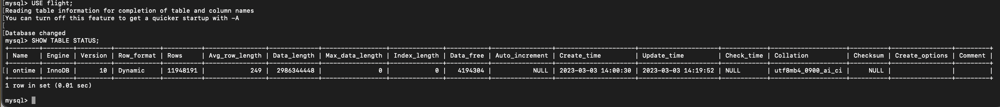 [mysql> USE flight;
[Reading table information for completion of table and column names
[You can turn off this feature to get a quicker startup with -A
[
[Database changed
mysql> SHOW TABLE STATUS;
+---------+--------+---------+------------+----------+----------------+-------------+-----------------+--------------+-----------+----------------+---------------------+---------------------+------------+--------------------+----------+----------------+---------+
| Name    | Engine | Version | Row_format | Rows     | Avg_row_length | Data_length | Max_data_length | Index_length | Data_free | Auto_increment | Create_time         | Update_time         | Check_time | Collation          | Checksum | Create_options | Comment |
+---------+--------+---------+------------+----------+----------------+-------------+-----------------+--------------+-----------+----------------+---------------------+---------------------+------------+--------------------+----------+----------------+---------+
[| ontime | InnoDB |      10 | Dynamic    | 11948191 |            249 |  2986344448 |               0 |            0 |   4194304 |           NULL | 2023-03-03 14:00:30 | 2023-03-03 14:19:52 | NULL       | utf8mb4_0900_ai_ci |     NULL |                |         |
+---------+--------+---------+------------+----------+----------------+-------------+-----------------+--------------+-----------+----------------+---------------------+---------------------+------------+--------------------+----------+----------------+---------+
1 row in set (0.01 sec)
mysql>